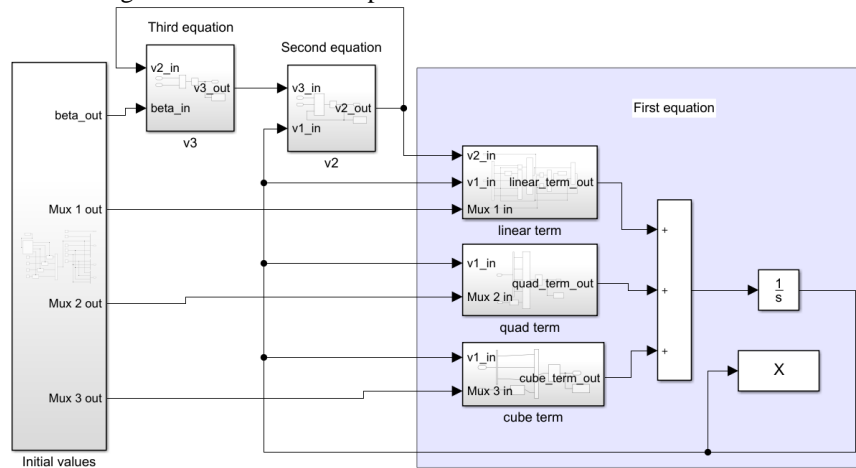 Third equation
Second equation
First equation
beta_out
Mux 1 out
Mux 2 out
Mux 3 out
Initial values
v2_in
beta_in
v3_out
v3
v3_in
v1_in
v2_out
v2
v2_in
v1_in
Mux 1 in
linear_term_out
linear term
v1_in
Mux 2 in
quad_term_out
quad term
v1_in
Mux 3 in
cube_term_out
cube term
+
+
+
1
s
X